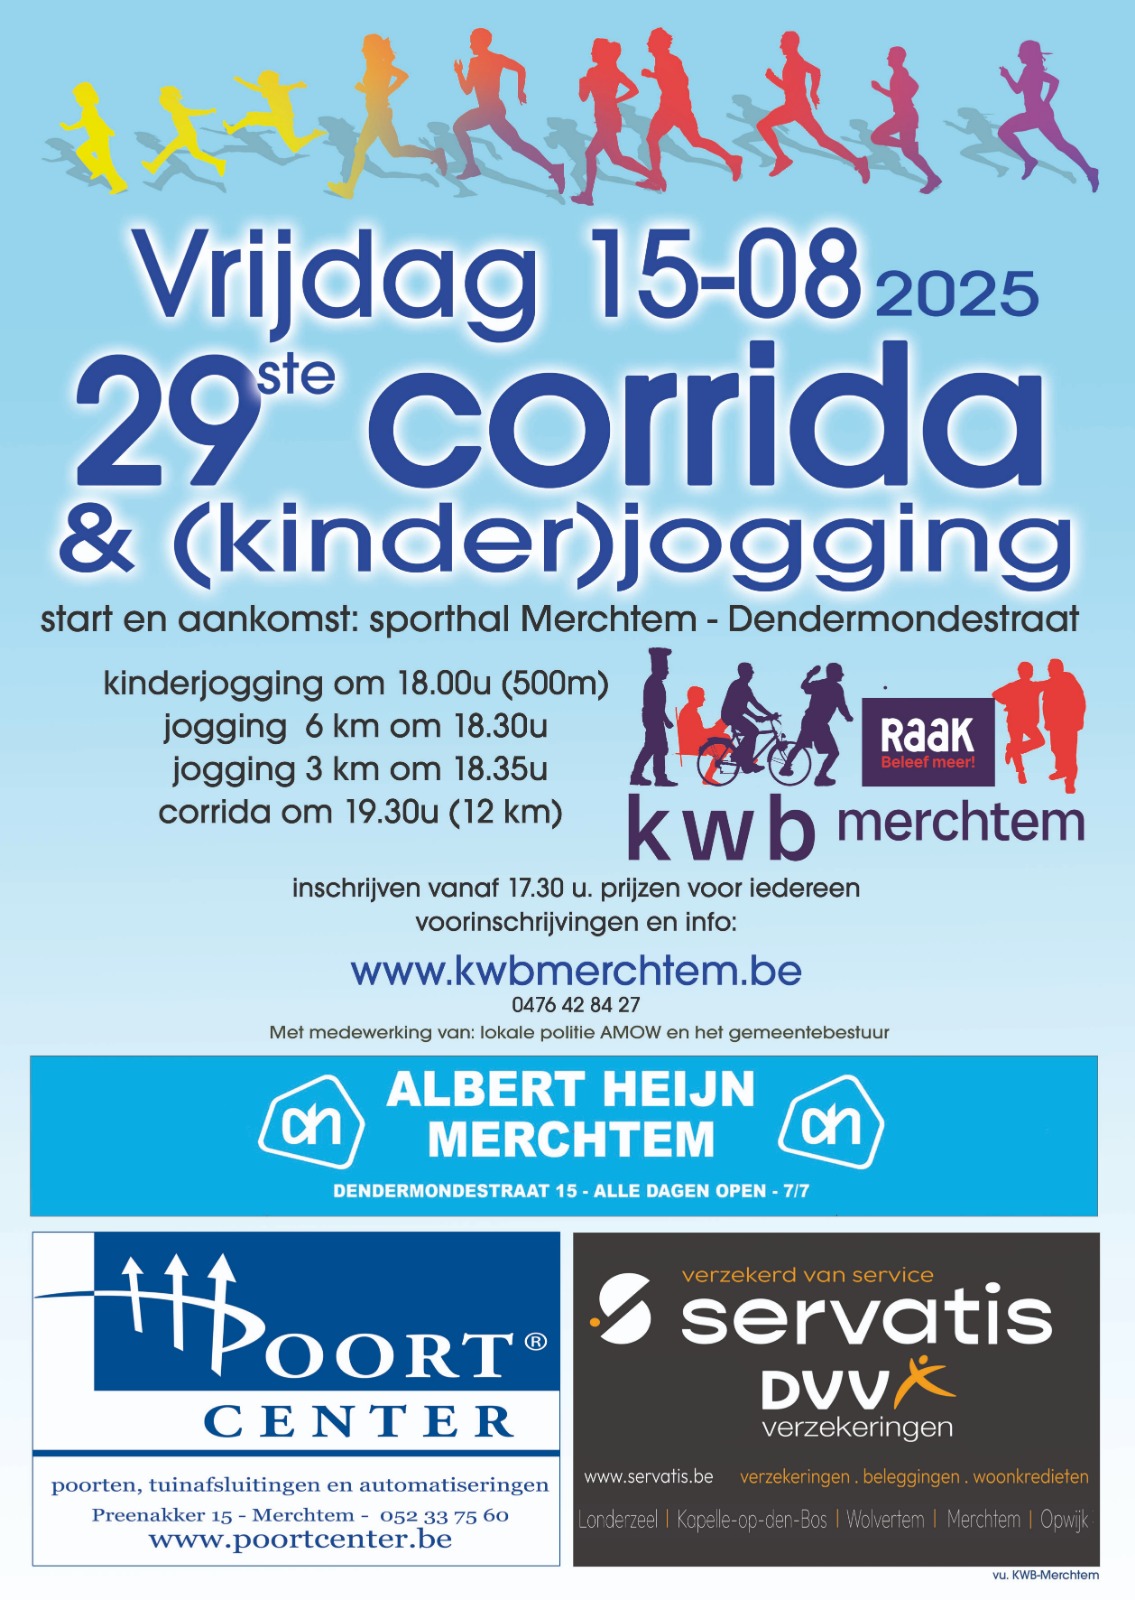 Vrijdag 15-08 2025
29ste corrida
& (kinder)jogging
start en aankomst: sporthal Merchtem - Dendermondestraat
kinderjogging om 18.00u (500m)
jogging 6 km om 18.30u
jogging 3 km om 18.35u
corrida om 19.30u (12 km)
RaaK
Beleef meer!
kwb merchtem
inschrijven vanaf 17.30 u. prijzen voor iedereen
voorinschrijvingen en info:
www.kwbmerchtem.be
0476 42 84 27
Met medewerking van: lokale politie AMOW en het gemeentebestuur
ah
ALBERT HEIJN
MERCHTEM
ah
DENDERMONDESTRAAT 15 - ALLE DAGEN OPEN - 7/7
POORT®
CENTER
poorten, tuinafsluitingen en automatiseringen
Preenakker 15 - Merchtem - 052 33 75 60
www.poortcenter.be
verzekerd van service
servatis
DVV
verzekeringen
www.servatis.be verzekeringen . beleggingen . woonkredieten
Londerzeel | Kapelle-op-den-Bos | Wolvertem | Merchtem | Opwijk
vu. KWB-Merchtem